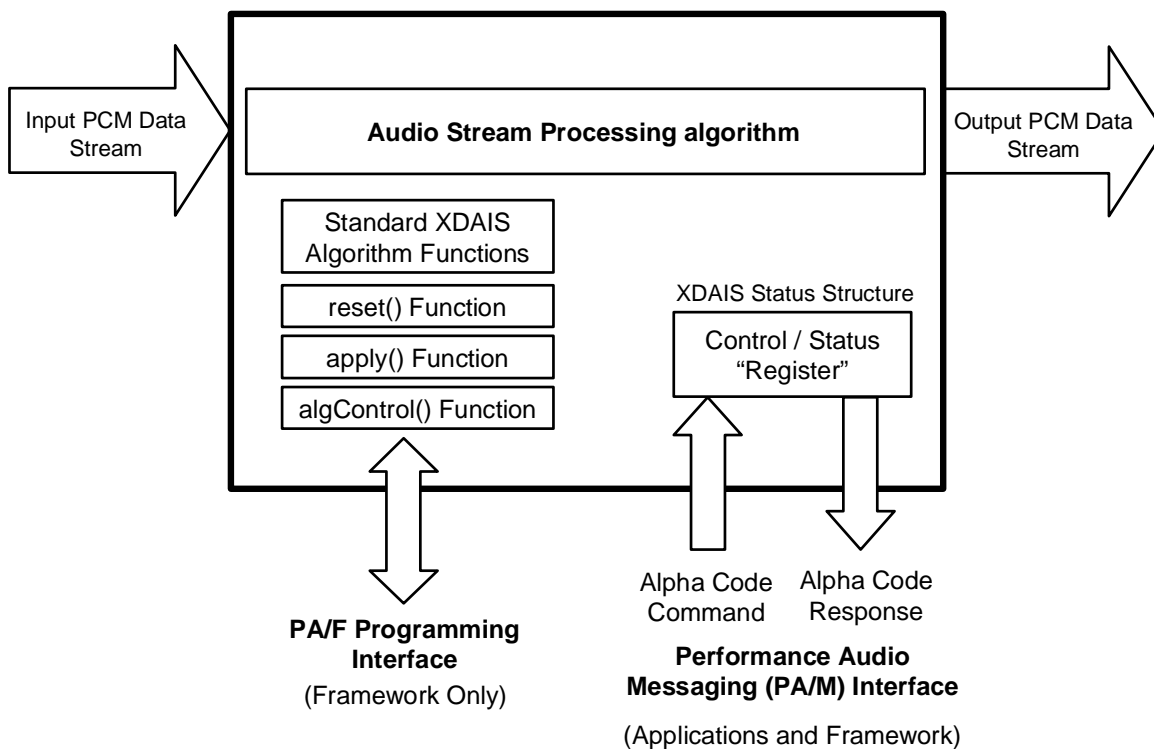 Input PCM Data
Stream
Audio Stream Processing algorithm
Output PCM Data
Stream
Standard XDAIS
Algorithm Functions
reset() Function
apply() Function
algControl() Function
XDAIS Status Structure
Control / Status
“Register”
PA/F Programming
Interface
(Framework Only)
Alpha Code
Command
Alpha Code
Response
Performance Audio
Messaging (PA/M) Interface
(Applications and Framework)